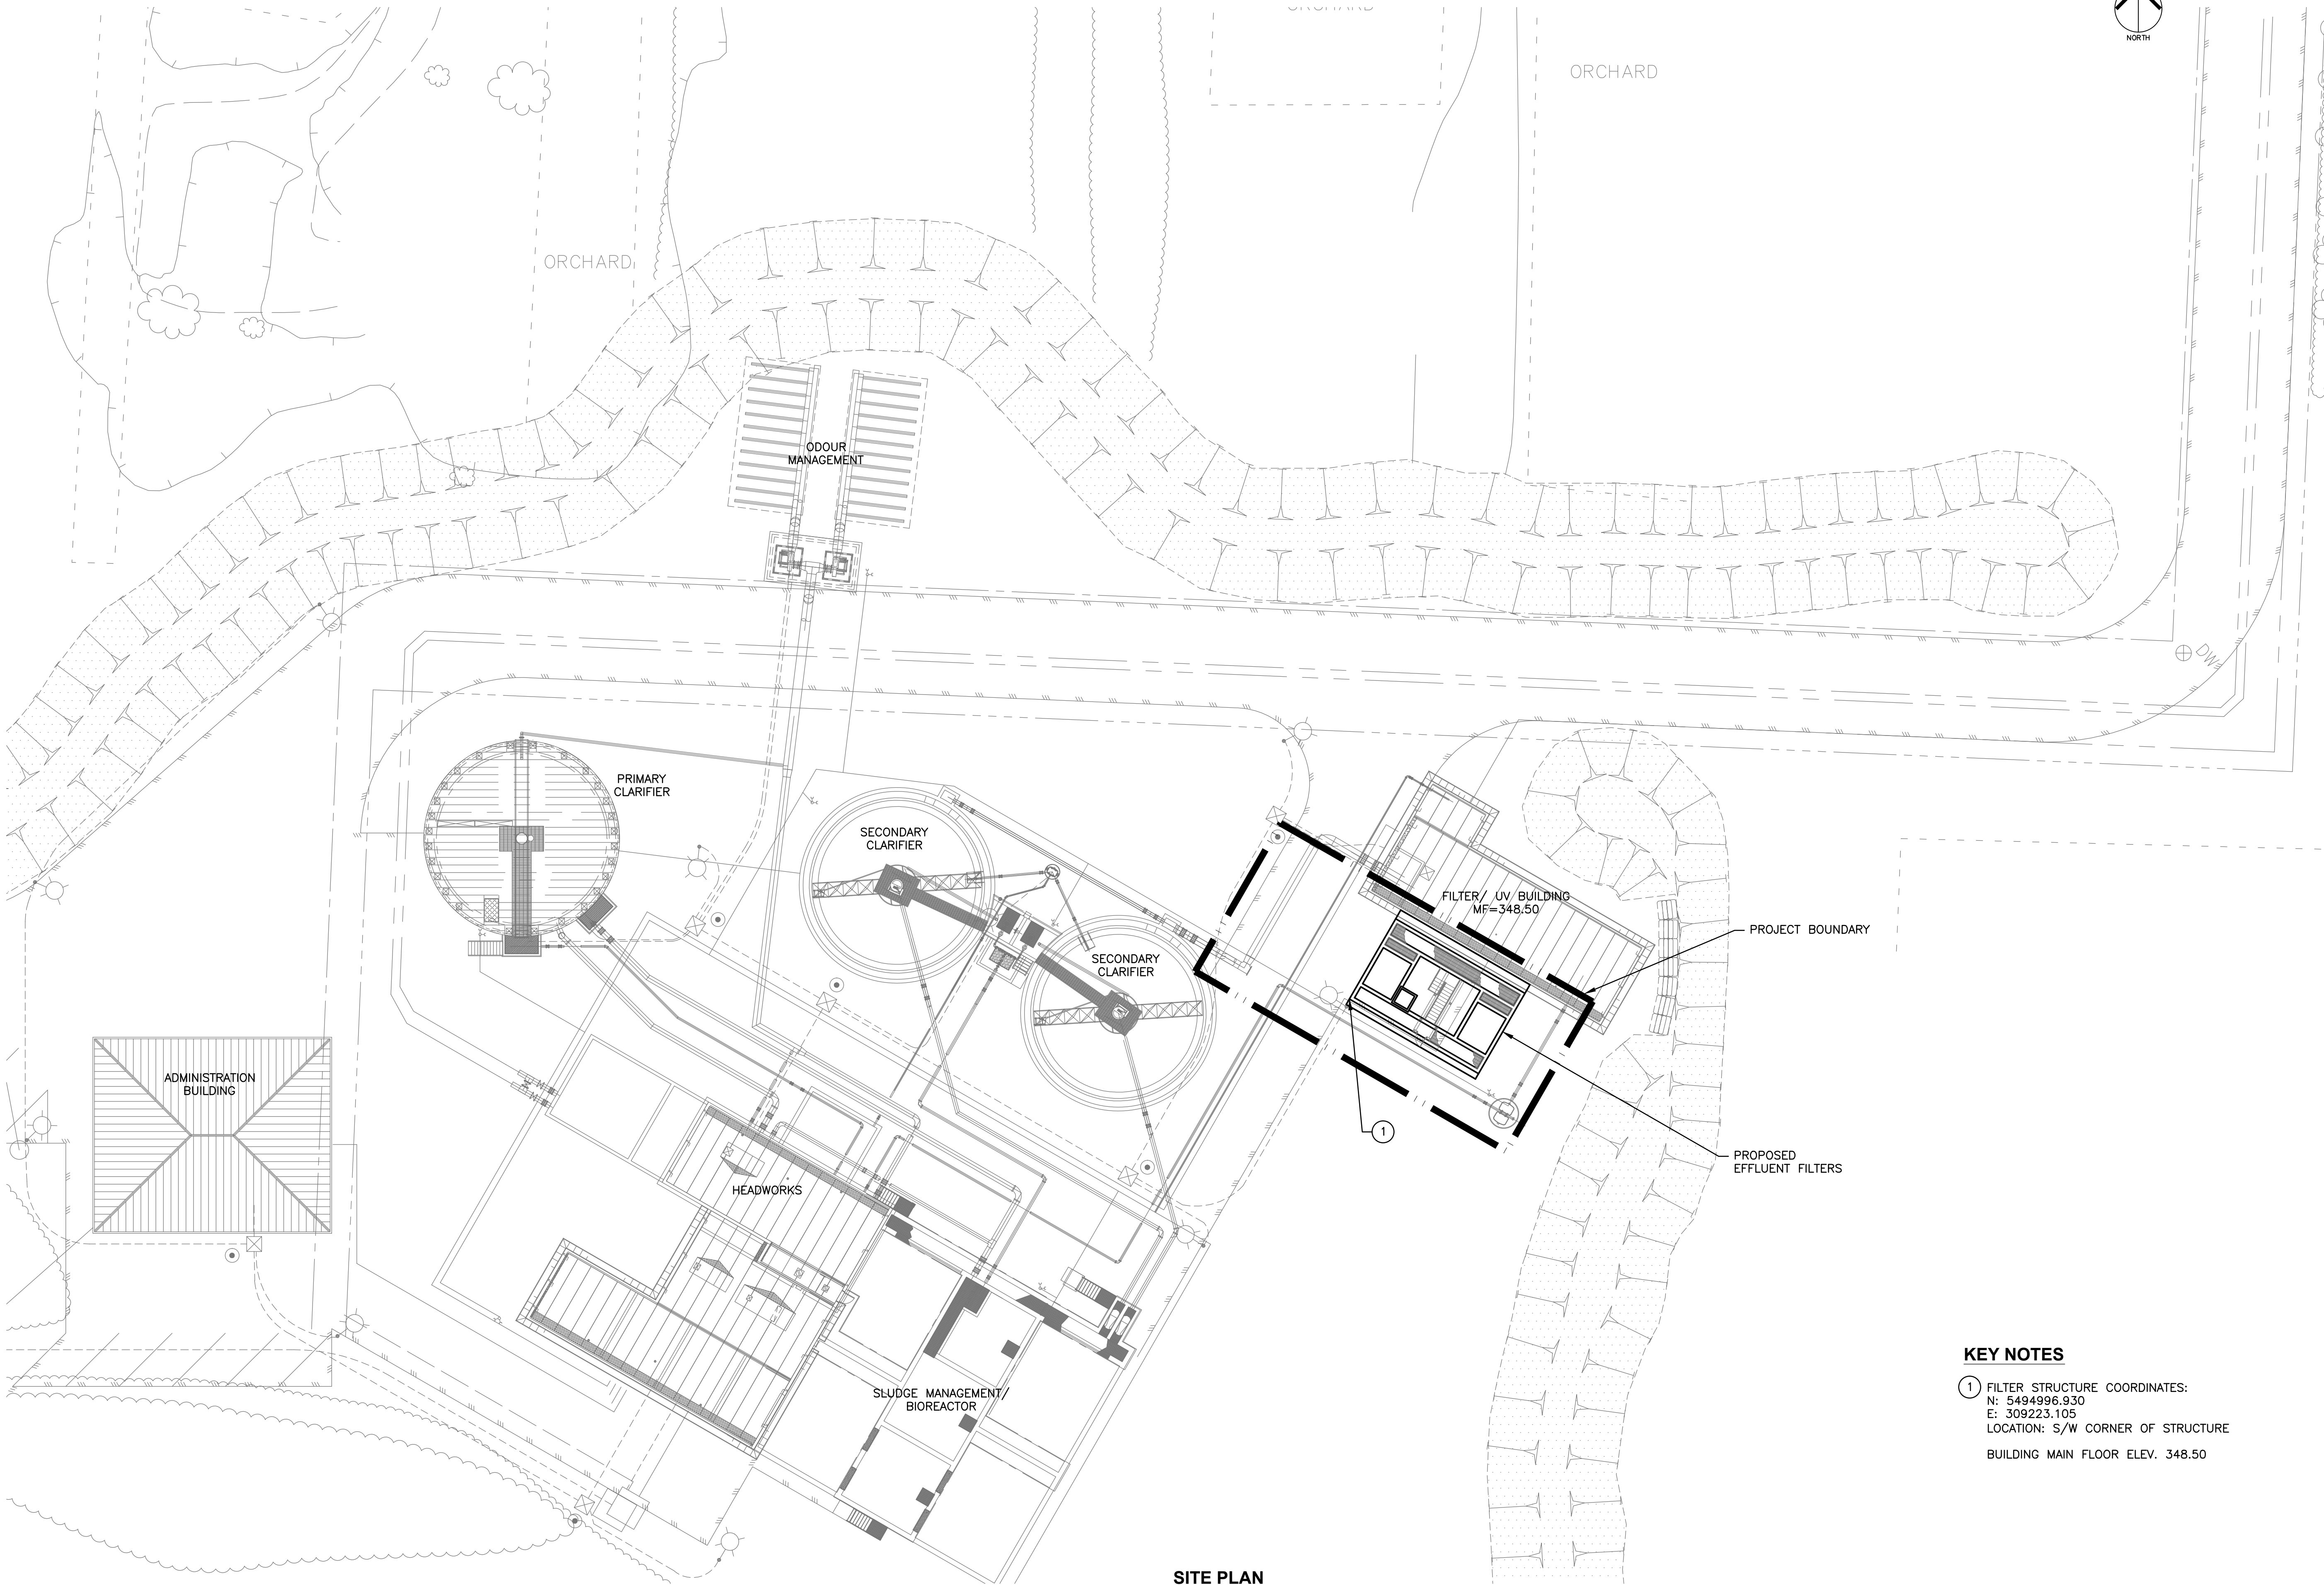 ORCHARD
NORTH
ORCHARD
ORCHARD
ODOUR
MANAGEMENT
DW
PRIMARY
CLARIFIER
SECONDARY
CLARIFIER
FILTER/ UV BUILDING
MF=348.50
PROJECT BOUNDARY
SECONDARY
CLARIFIER
ADMINISTRATION
BUILDING
1
PROPOSED
EFFLUENT FILTERS
HEADWORKS
SLUDGE MANAGEMENT/
BIOREACTOR
KEY NOTES
1 FILTER STRUCTURE COORDINATES:
N: 5494996.930
E: 309223.105
LOCATION: S/W CORNER OF STRUCTURE
BUILDING MAIN FLOOR ELEV. 348.50
SITE PLAN